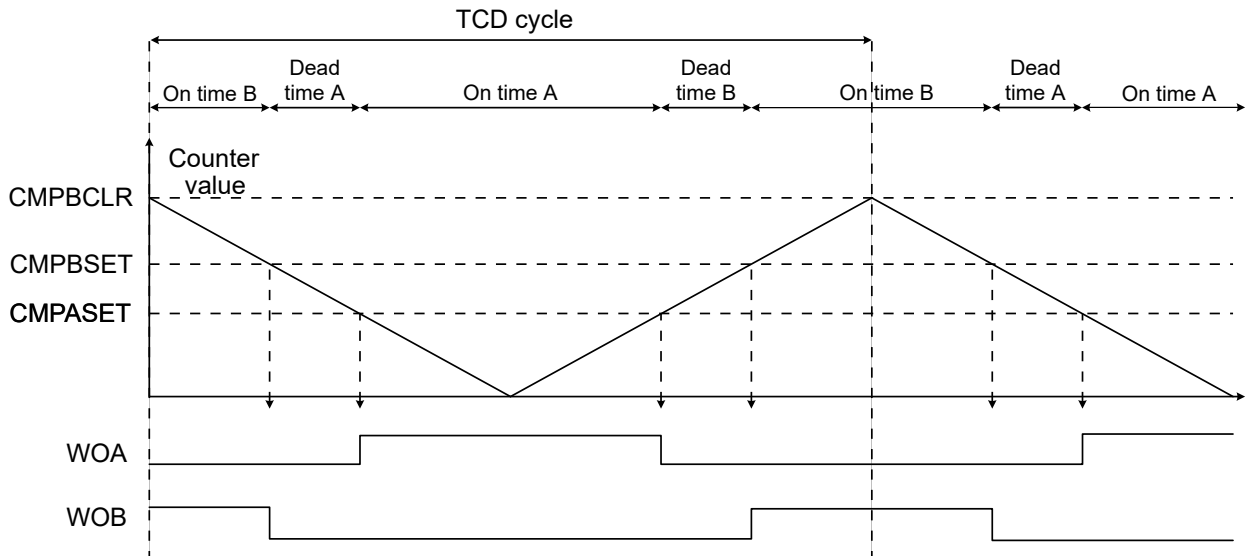 TCD cycle
Dead
time A
Dead
time B
Dead
time A
On time B
On time A
On time B
On time A
Counter
value
CMPBCLR
CMPBSET
CMPASET
WOA
WOB